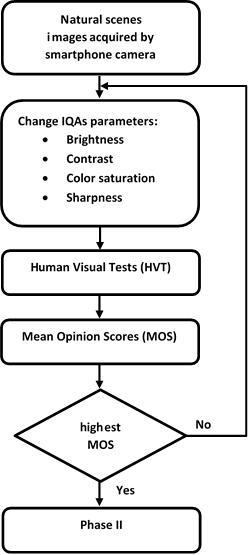 Natural scenes
images acquired by
smartphone camera
Change IQAs parameters:
• Brightness
• Contrast
• Color saturation
• Sharpness
Human Visual Tests (HVT)
Mean Opinion Scores (MOS)
highest
MOS
No
Yes
Phase II